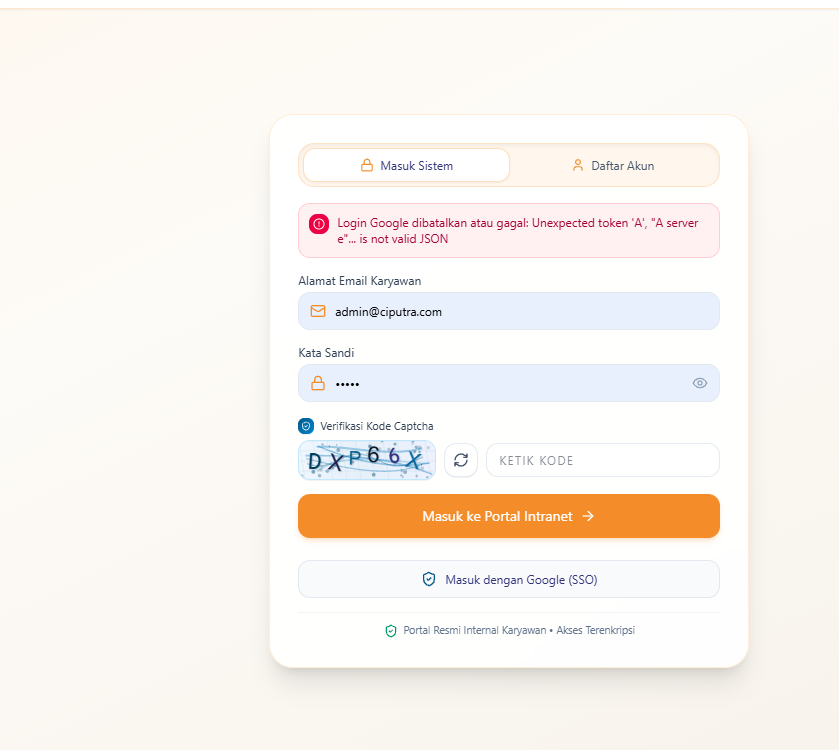 Masuk Sistem
Daftar Akun
Login Google dibatalkan atau gagal: Unexpected token 'A', "A server
e"... is not valid JSON
Alamat Email Karyawan
admin@ciputra.com
Kata Sandi
•••••
Verifikasi Kode Captcha
DXP66X
KETIK KODE
Masuk ke Portal Intranet →
Masuk dengan Google (SSO)
Portal Resmi Internal Karyawan • Akses Terenkripsi